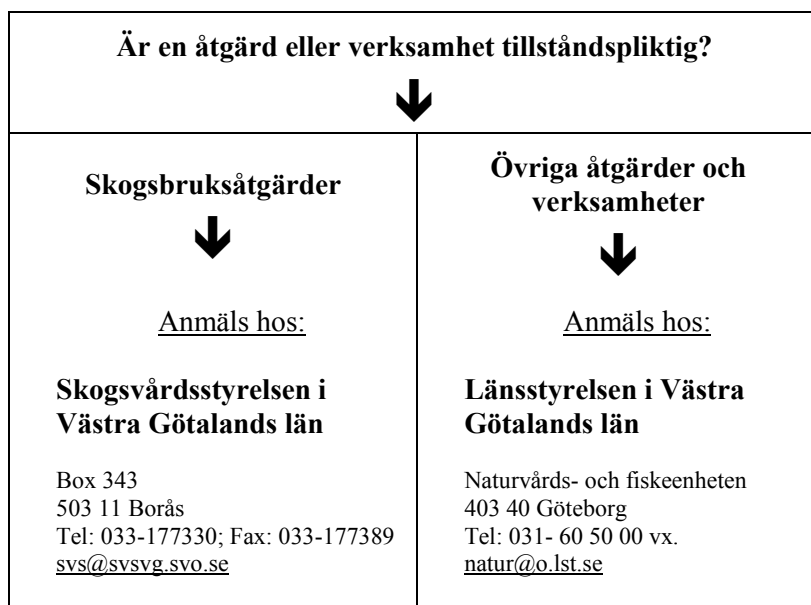 Är en åtgärd eller verksamhet tillståndspliktig?
Skogsbruksåtgärder
Anmäls hos:
Skogsvårdsstyrelsen i
Västra Götalands län
Box 343
503 11 Borås
Tel: 033-177330; Fax: 033-177389
svs@svsvg.svo.se
Övriga åtgärder och
verksamheter
Anmäls hos:
Länsstyrelsen i Västra
Götalands län
Naturvårds- och fiskeenheten
403 40 Göteborg
Tel: 031- 60 50 00 vx.
natur@o.lst.se